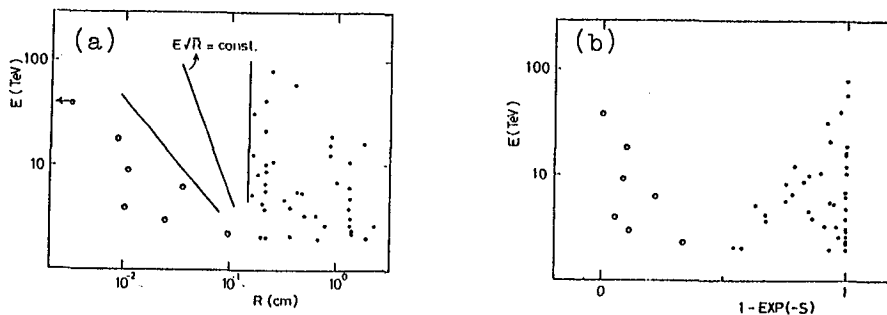 (a)
E√R = const.
E (TeV)
100
10
10⁻²
10⁻¹
10⁰
R (cm)
(b)
E (TeV)
100
10
0
1
1-EXP(-S)